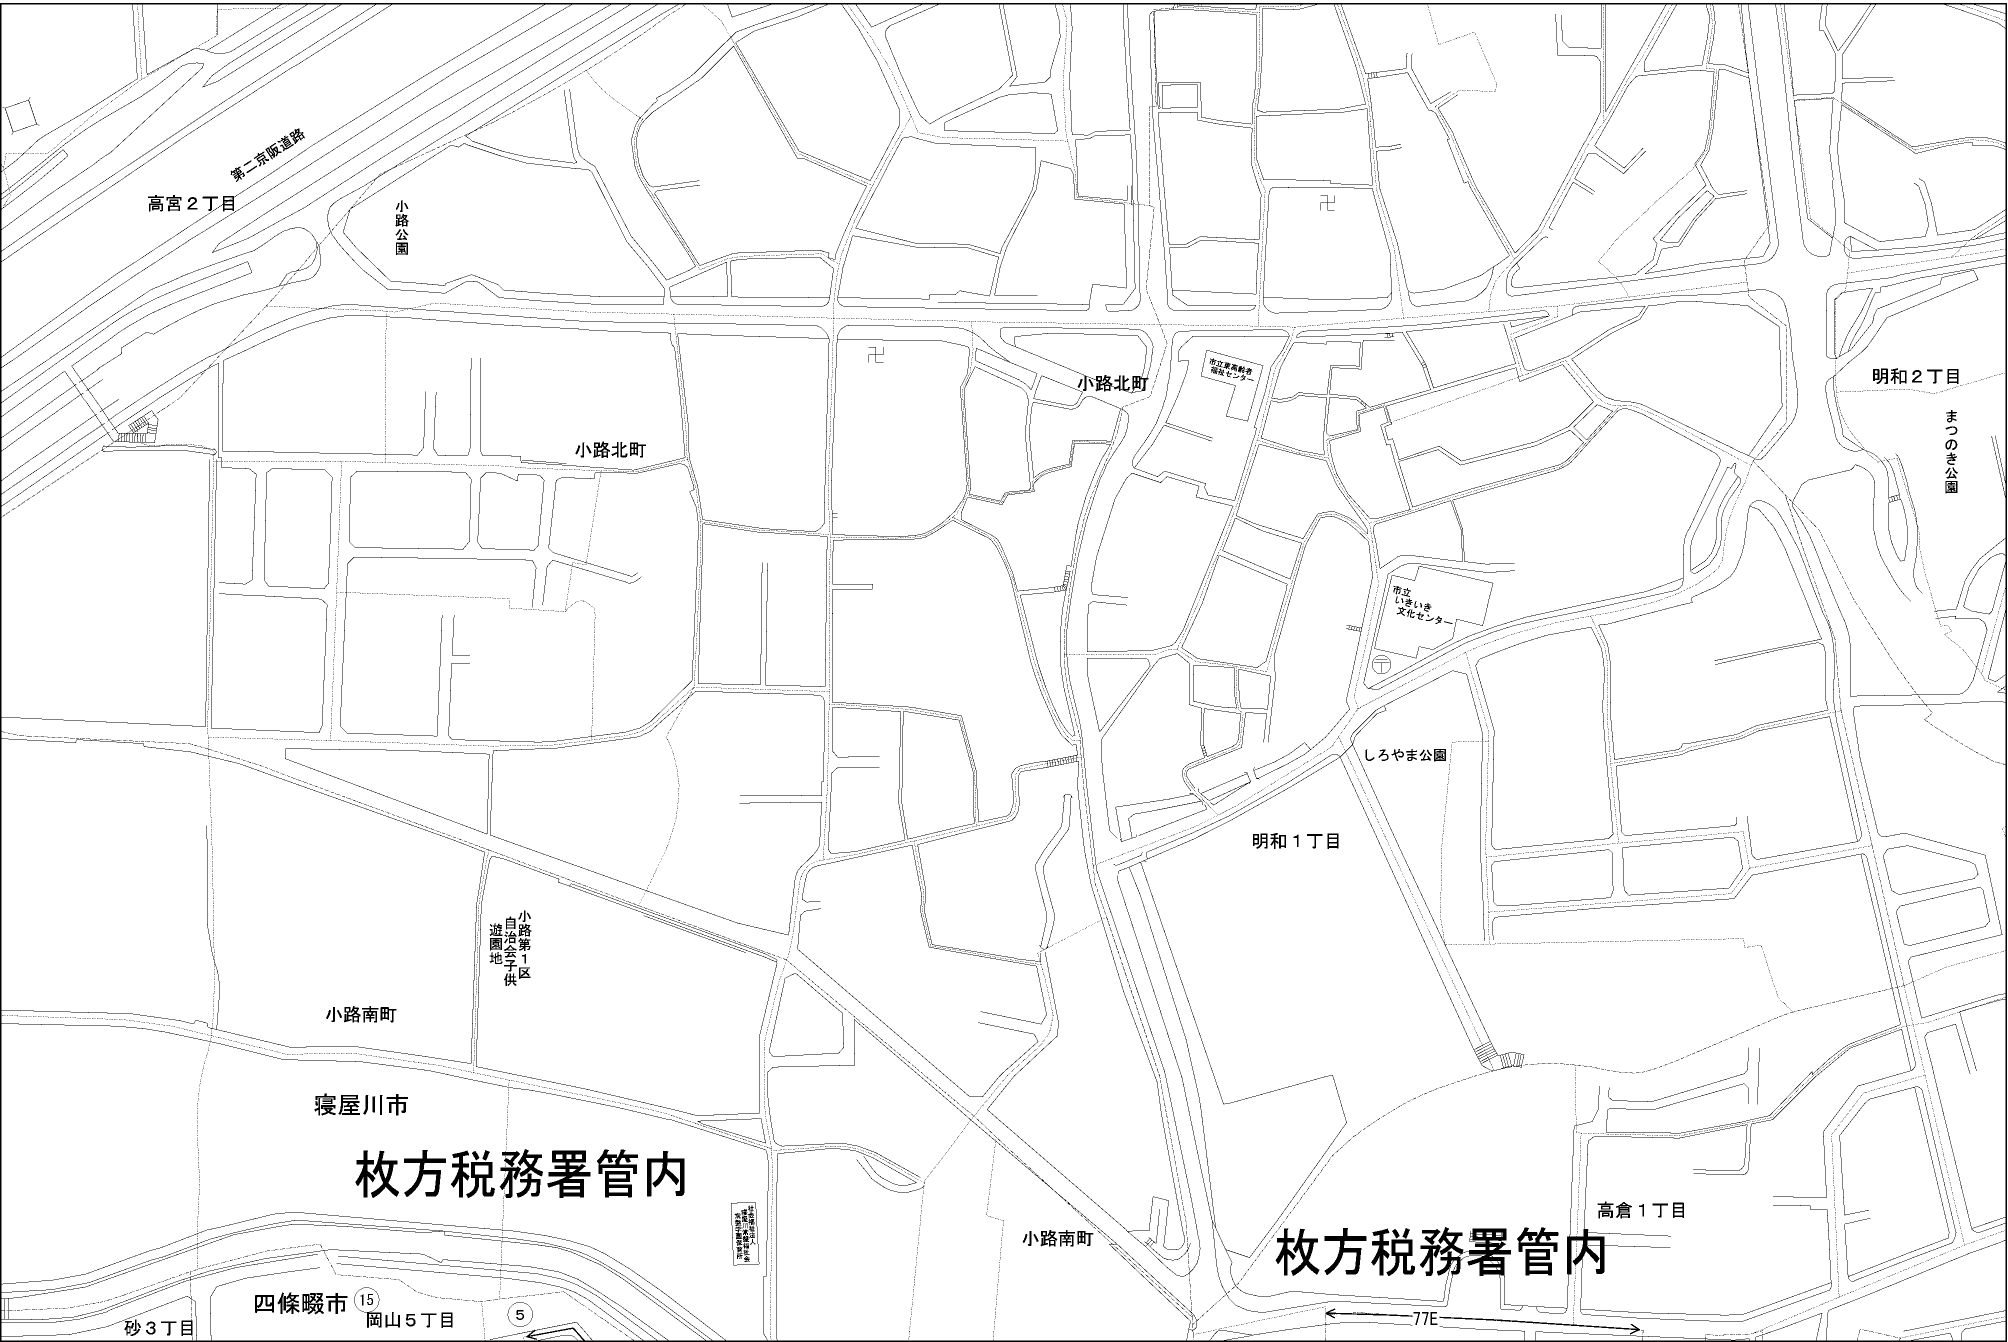 第二京阪道路
高宮２丁目
小路公園
卍
卍
市立東高齢者
福祉センター
小路北町
明和２丁目
まつのき公園
小路北町
市立
いきいき
文化センター
〒
しろやま公園
明和１丁目
小路第１区
自治会子供
遊園地
小路南町
寝屋川市
枚方税務署管内
高倉１丁目
小路南町
枚方税務署管内
四條畷市
15
岡山５丁目
5
砂３丁目
77E